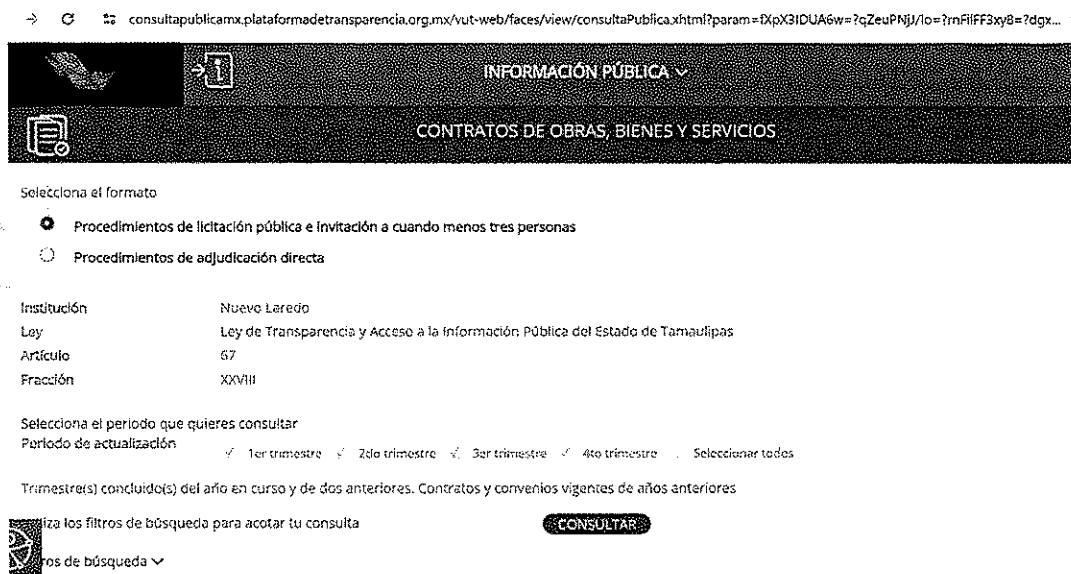 consultapublicamx.plataformadetransparencia.org.mx/vut-web/faces/view/consultaPublica.xhtml?param=
INFORMACIÓN PÚBLICA
CONTRATOS DE OBRAS, BIENES Y SERVICIOS
Selecciona el formato
Procedimientos de licitación pública e invitación a cuando menos tres personas
Procedimientos de adjudicación directa
Institución Nuevo Laredo
Ley Ley de Transparencia y Acceso a la Información Pública del Estado de Tamaulipas
Artículo 67
Fracción XXVIII
Selecciona el periodo que quieres consultar
Periodo de actualización 1er trimestre 2do trimestre 3er trimestre 4to trimestre Seleccionar todos
Trimestre(s) concluido(s) del año en curso y de dos anteriores. Contratos y convenios vigentes de años anteriores
iza los filtros de búsqueda para acotar tu consulta CONSULTAR
ros de búsqueda